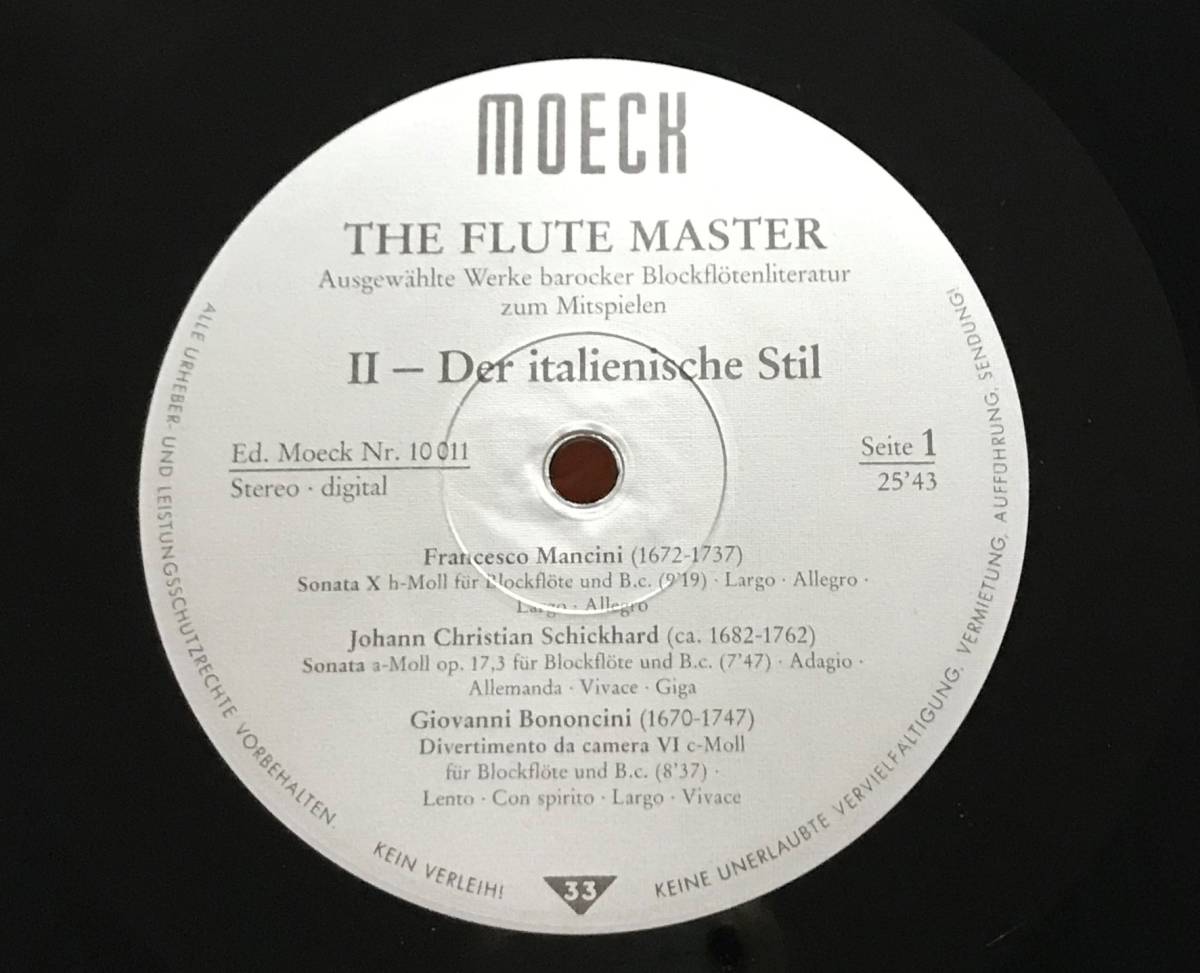 MOECK
THE FLUTE MASTER
Ausgewählte Werke barocker Blockflötenliteratur
zum Mitspielen
II – Der italienische Stil
Ed. Moeck Nr. 10 011
Stereo · digital
Seite 1
25'43
Francesco Mancini (1672-1737)
Sonata X h-Moll für Blockflöte und B.c. (9'19) · Largo · Allegro ·
Largo · Allegro
Johann Christian Schickhard (ca. 1682-1762)
Sonata a-Moll op. 17,3 für Blockflöte und B.c. (7'47) · Adagio ·
Allemanda · Vivace · Giga
Giovanni Bononcini (1670-1747)
Divertimento da camera VI c-Moll
für Blockflöte und B.c. (8'37) ·
Lento · Con spirito · Largo · Vivace
ALLE URHEBER- UND LEISTUNGSSCHUTZRECHTE VORBEHALTEN.
KEIN VERLEIH!
33
KEINE UNERLAUBTE VERVIELFÄLTIGUNG, VERMIETUNG, AUFFÜHRUNG, SENDUNG!